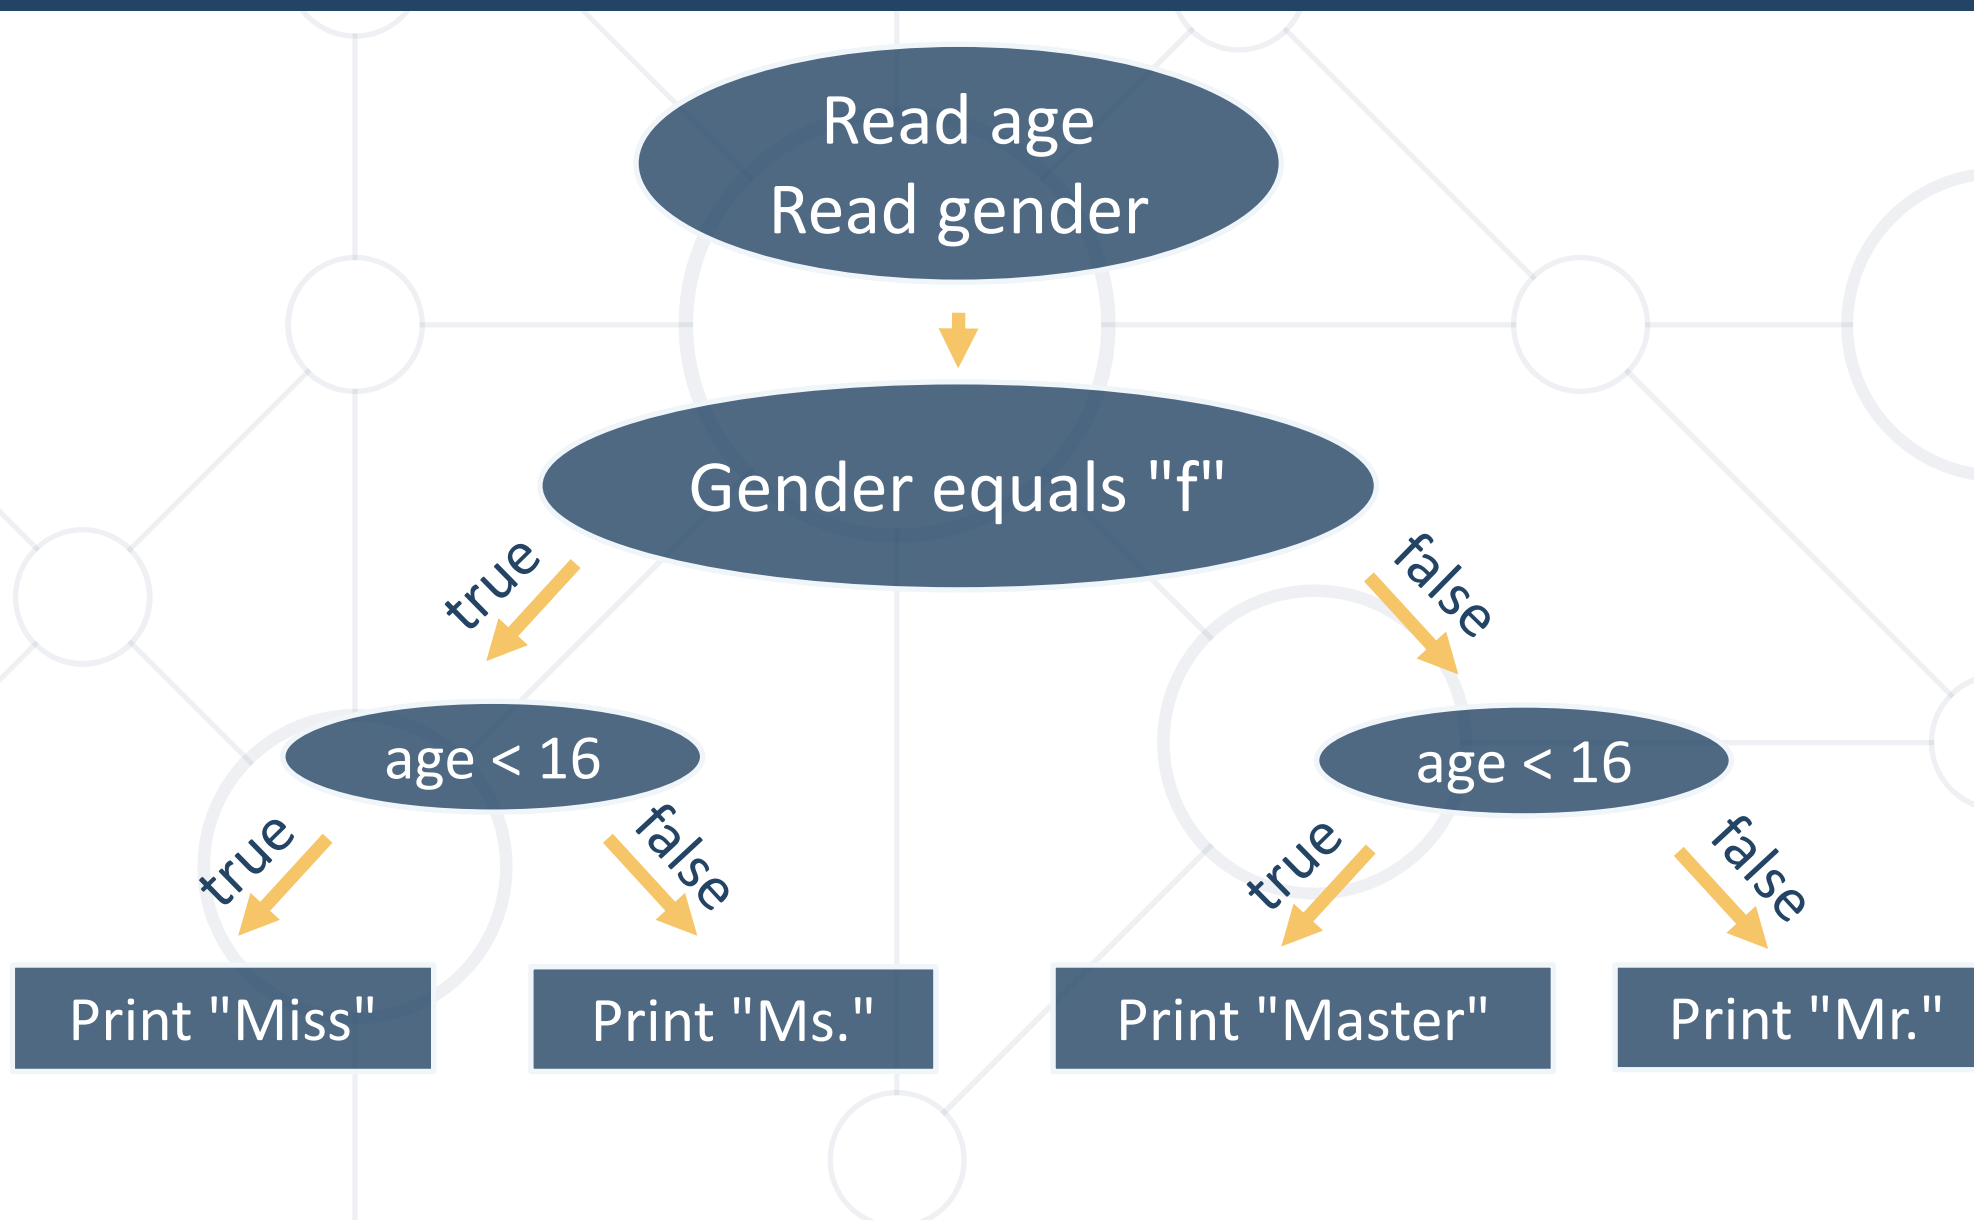 Read age
Read gender
Gender equals "f"
true
false
age < 16
age < 16
true
false
true
false
Print "Miss"
Print "Ms."
Print "Master"
Print "Mr."